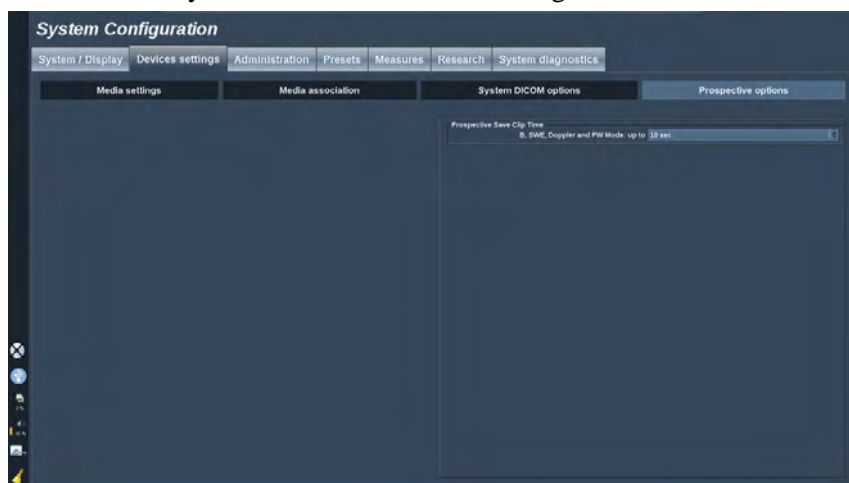 System Configuration
System / Display Devices settings Administration Presets Measures Research System diagnostics
Media settings Media association System DICOM options Prospective options
Prospective Save Clip Time
B, SWE, Doppler and PW Mode: up to 10 sec